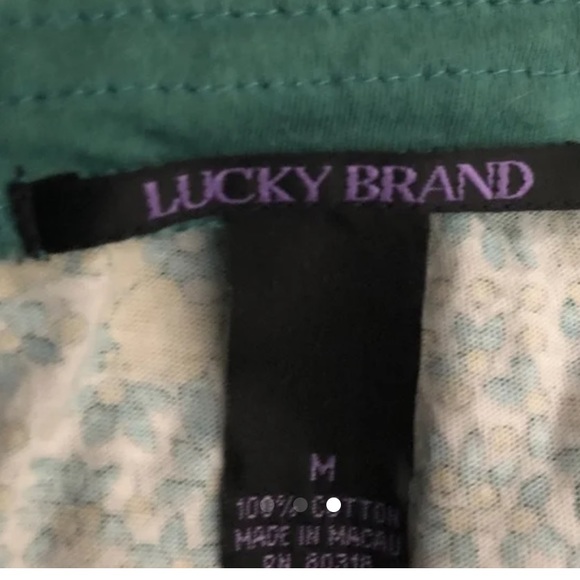 LUCKY BRAND
M
100% COTTON
MADE IN MACAU
RN 80318